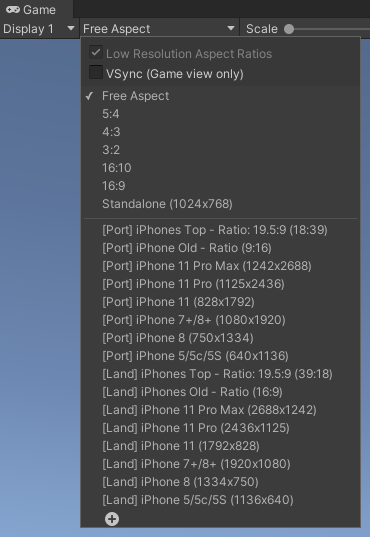 Game
Display 1 Free Aspect Scale
Low Resolution Aspect Ratios
VSync (Game view only)
Free Aspect
5:4
4:3
3:2
16:10
16:9
Standalone (1024x768)
[Port] iPhones Top - Ratio: 19.5:9 (18:39)
[Port] iPhone Old - Ratio (9:16)
[Port] iPhone 11 Pro Max (1242x2688)
[Port] iPhone 11 Pro (1125x2436)
[Port] iPhone 11 (828x1792)
[Port] iPhone 7+/8+ (1080x1920)
[Port] iPhone 8 (750x1334)
[Port] iPhone 5/5c/5S (640x1136)
[Land] iPhones Top - Ratio: 19.5:9 (39:18)
[Land] iPhones Old - Ratio (16:9)
[Land] iPhone 11 Pro Max (2688x1242)
[Land] iPhone 11 Pro (2436x1125)
[Land] iPhone 11 (1792x828)
[Land] iPhone 7+/8+ (1920x1080)
[Land] iPhone 8 (1334x750)
[Land] iPhone 5/5c/5S (1136x640)